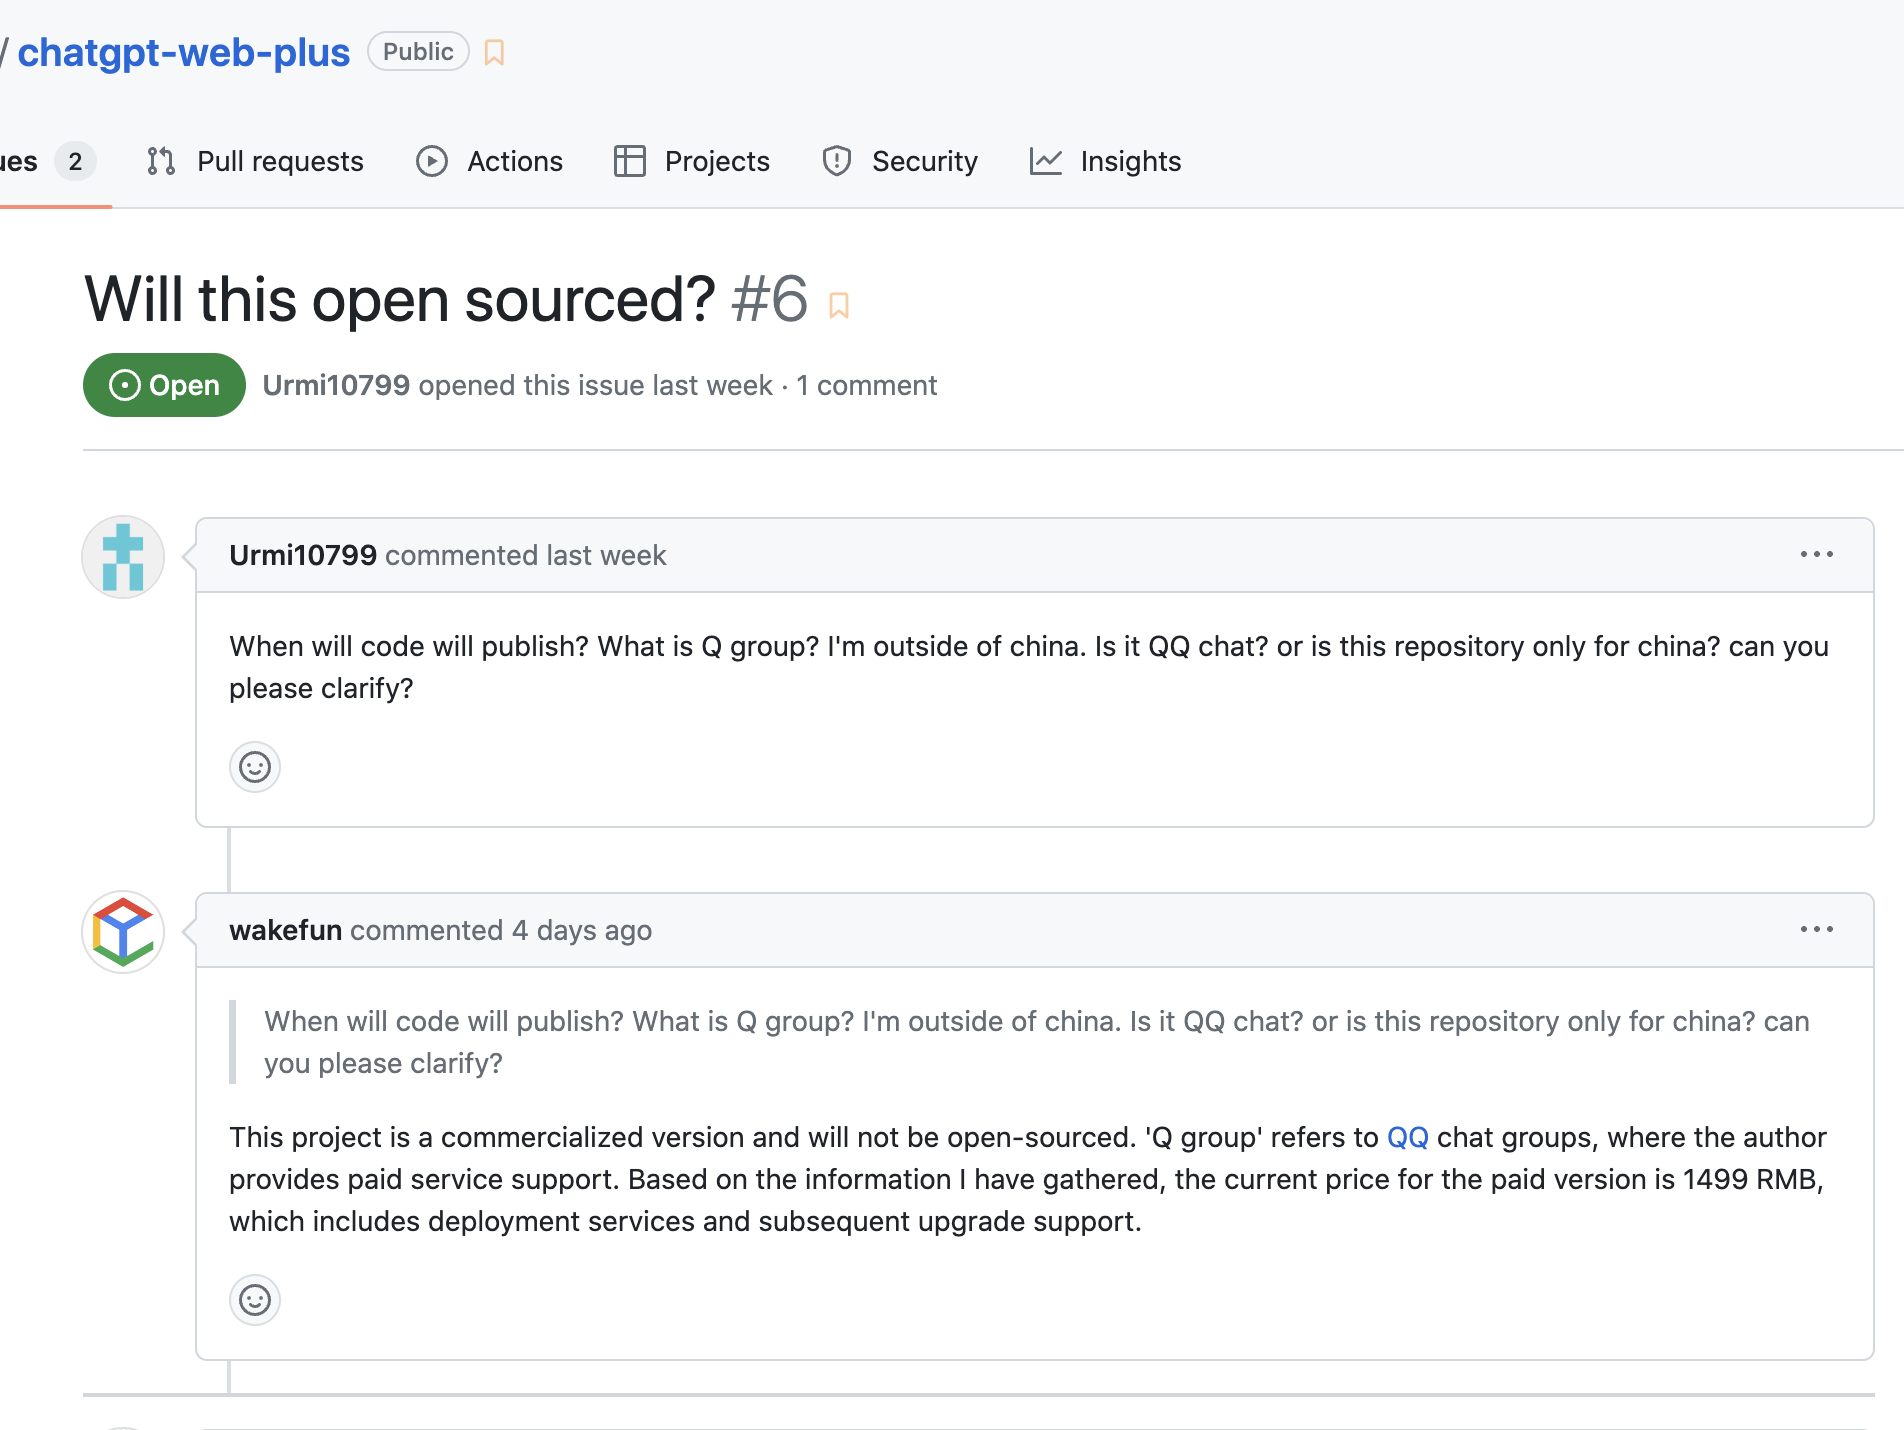 / chatgpt-web-plus Public
ues 2 Pull requests Actions Projects Security Insights
Will this open sourced? #6
Open Urmi10799 opened this issue last week · 1 comment
Urmi10799 commented last week
When will code will publish? What is Q group? I'm outside of china. Is it QQ chat? or is this repository only for china? can you
please clarify?
wakefun commented 4 days ago
When will code will publish? What is Q group? I'm outside of china. Is it QQ chat? or is this repository only for china? can
you please clarify?
This project is a commercialized version and will not be open-sourced. 'Q group' refers to QQ chat groups, where the author
provides paid service support. Based on the information I have gathered, the current price for the paid version is 1499 RMB,
which includes deployment services and subsequent upgrade support.